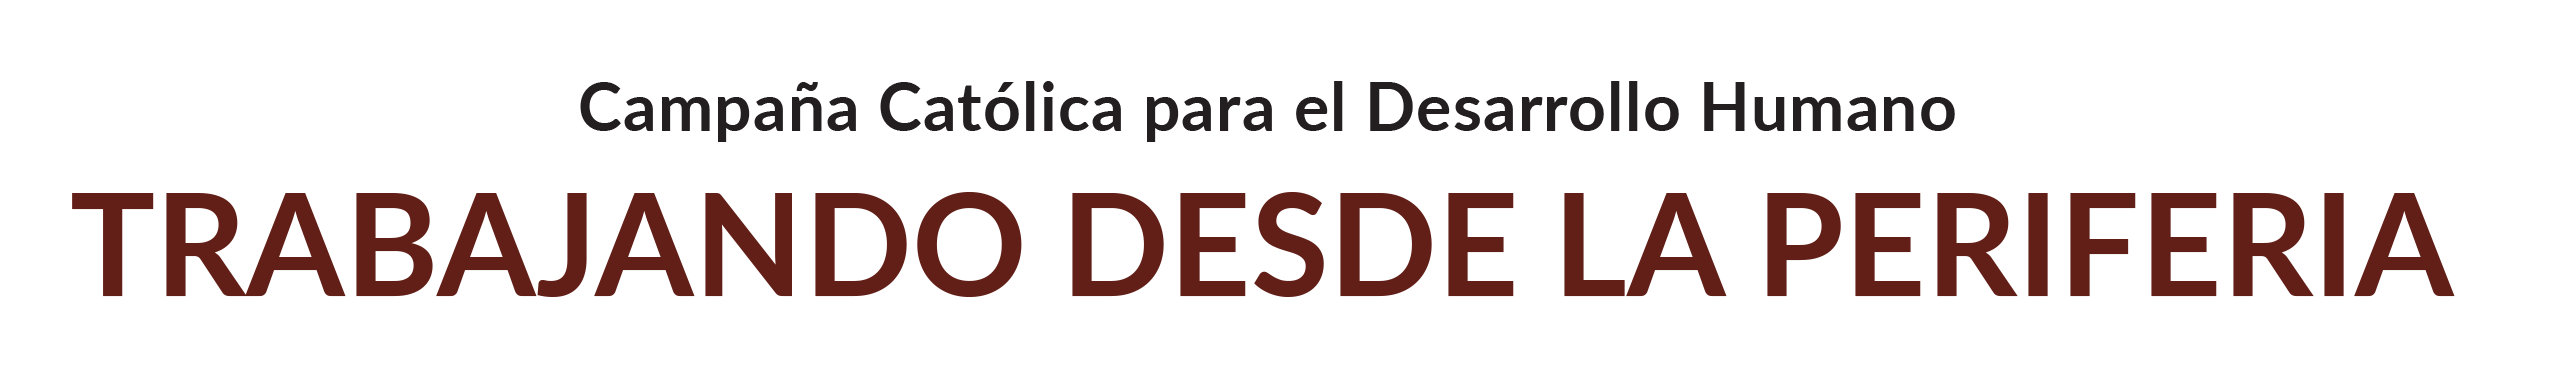 Campaña Católica para el Desarrollo Humano
TRABAJANDO DESDE LA PERIFERIA